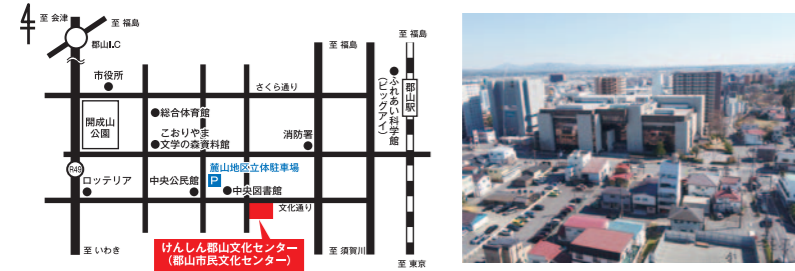 至 会津
至 福島
郡山I.C
至 福島
至 福島
市役所
さくら通り
ふれあい科学館
(ビッグアイ)
郡山駅
開成山
公園
総合体育館
こおりやま
文学の森資料館
消防署
R49
麓山地区立体駐車場
P
ロッテリア
中央公民館
中央図書館
文化通り
至 いわき
けんしん郡山文化センター
(郡山市民文化センター)
至 須賀川
至 東京